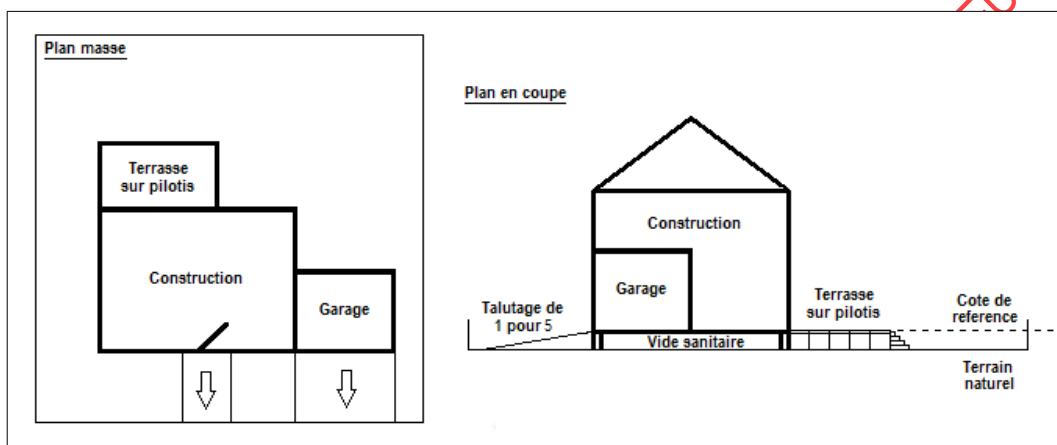 Plan masse
Terrasse
sur pilotis
Construction
Garage
Plan en coupe
Construction
Garage
Talutage de
1 pour 5
Terrasse
sur pilotis
Cote de
reference
Vide sanitaire
Terrain
naturel